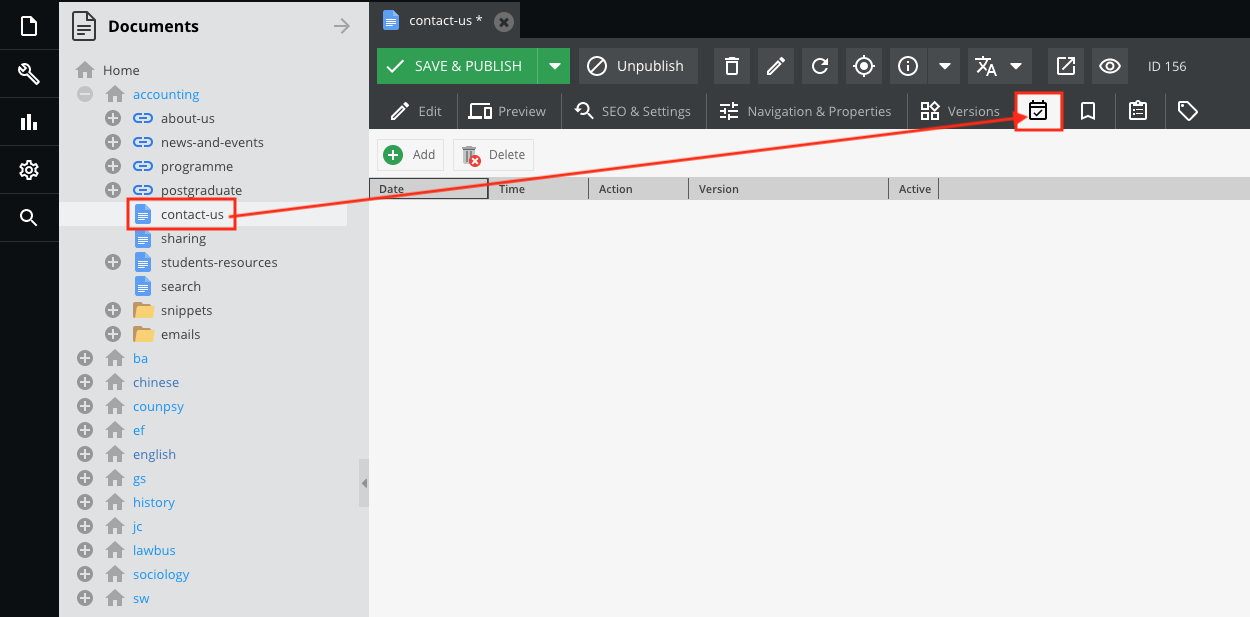 Documents
Home
accounting
about-us
news-and-events
programme
postgraduate
contact-us
sharing
students-resources
search
snippets
emails
ba
chinese
counpsy
ef
english
gs
history
jc
lawbus
sociology
sw
contact-us *
SAVE & PUBLISH
Unpublish
ID 156
Edit
Preview
SEO & Settings
Navigation & Properties
Versions
Add
Delete
Date
Time
Action
Version
Active